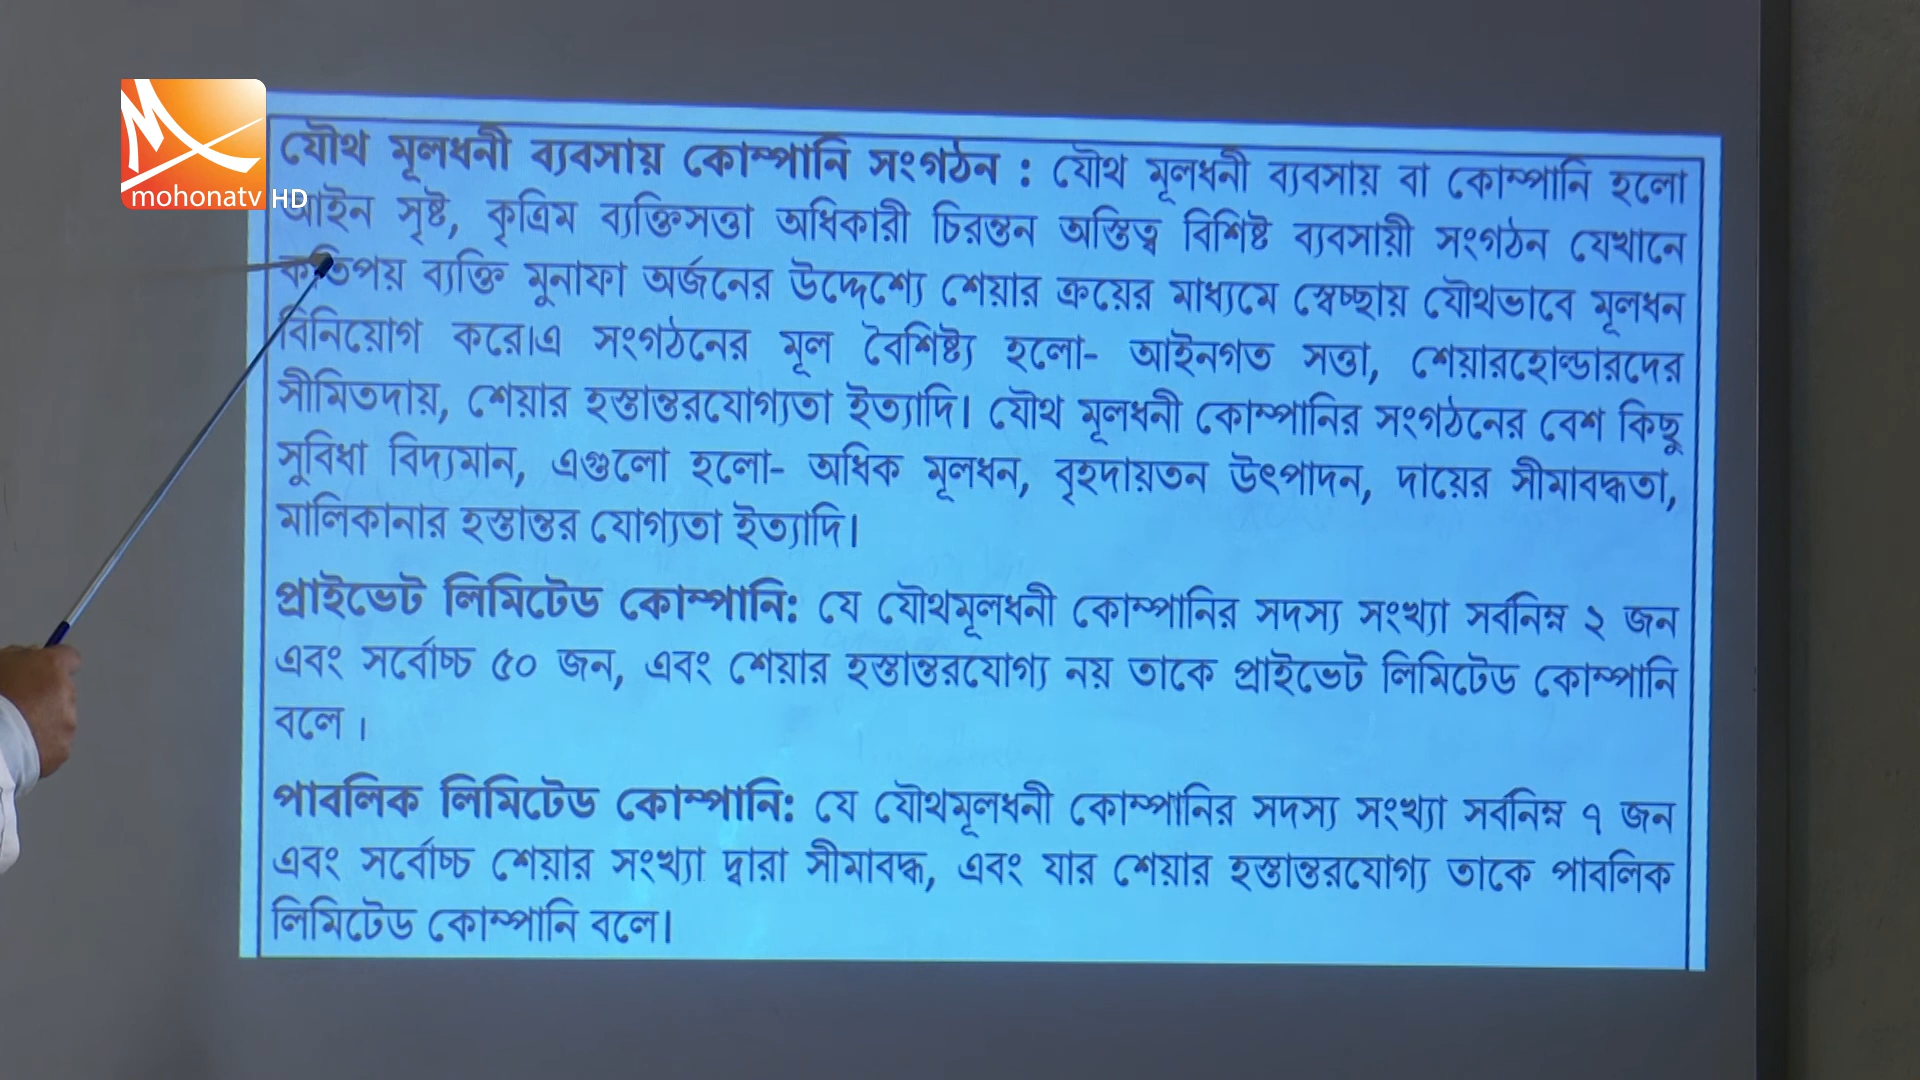 mohonatv HD
যৌথ মূলধনী ব্যবসায় কোম্পানি সংগঠন : যৌথ মূলধনী ব্যবসায় বা কোম্পানি হলো
আইন সৃষ্ট, কৃত্রিম ব্যক্তিসত্তা অধিকারী চিরন্তন অস্তিত্ব বিশিষ্ট ব্যবসায়ী সংগঠন যেখানে
কতিপয় ব্যক্তি মুনাফা অর্জনের উদ্দেশ্যে শেয়ার ক্রয়ের মাধ্যমে স্বেচ্ছায় যৌথভাবে মূলধন
বিনিয়োগ করে।এ সংগঠনের মূল বৈশিষ্ট্য হলো- আইনগত সত্তা, শেয়ারহোল্ডারদের
সীমিতদায়, শেয়ার হস্তান্তরযোগ্যতা ইত্যাদি। যৌথ মূলধনী কোম্পানির সংগঠনের বেশ কিছু
সুবিধা বিদ্যমান, এগুলো হলো- অধিক মূলধন, বৃহদায়তন উৎপাদন, দায়ের সীমাবদ্ধতা,
মালিকানার হস্তান্তর যোগ্যতা ইত্যাদি।
প্রাইভেট লিমিটেড কোম্পানি: যে যৌথমূলধনী কোম্পানির সদস্য সংখ্যা সর্বনিম্ন ২ জন
এবং সর্বোচ্চ ৫০ জন, এবং শেয়ার হস্তান্তরযোগ্য নয় তাকে প্রাইভেট লিমিটেড কোম্পানি
বলে ।
পাবলিক লিমিটেড কোম্পানি: যে যৌথমূলধনী কোম্পানির সদস্য সংখ্যা সর্বনিম্ন ৭ জন
এবং সর্বোচ্চ শেয়ার সংখ্যা দ্বারা সীমাবদ্ধ, এবং যার শেয়ার হস্তান্তরযোগ্য তাকে পাবলিক
লিমিটেড কোম্পানি বলে।